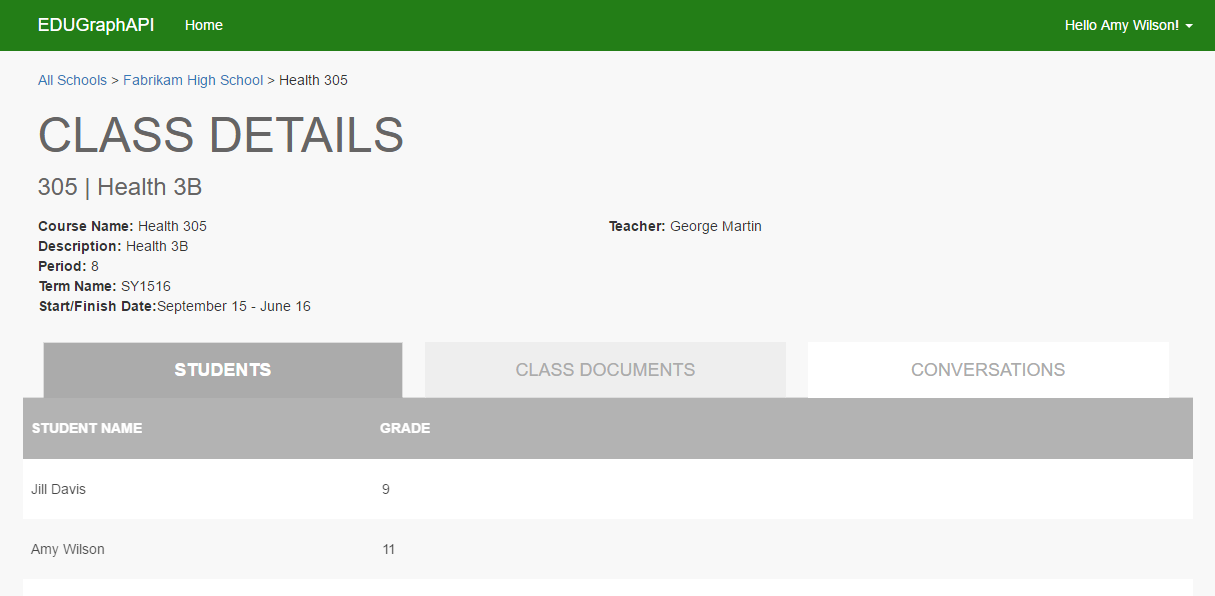 EDUGraphAPI Home Hello Amy Wilson!
All Schools > Fabrikam High School > Health 305
CLASS DETAILS
305 | Health 3B
Course Name: Health 305 Teacher: George Martin
Description: Health 3B
Period: 8
Term Name: SY1516
Start/Finish Date:September 15 - June 16
STUDENTS CLASS DOCUMENTS CONVERSATIONS
STUDENT NAME GRADE
Jill Davis 9
Amy Wilson 11